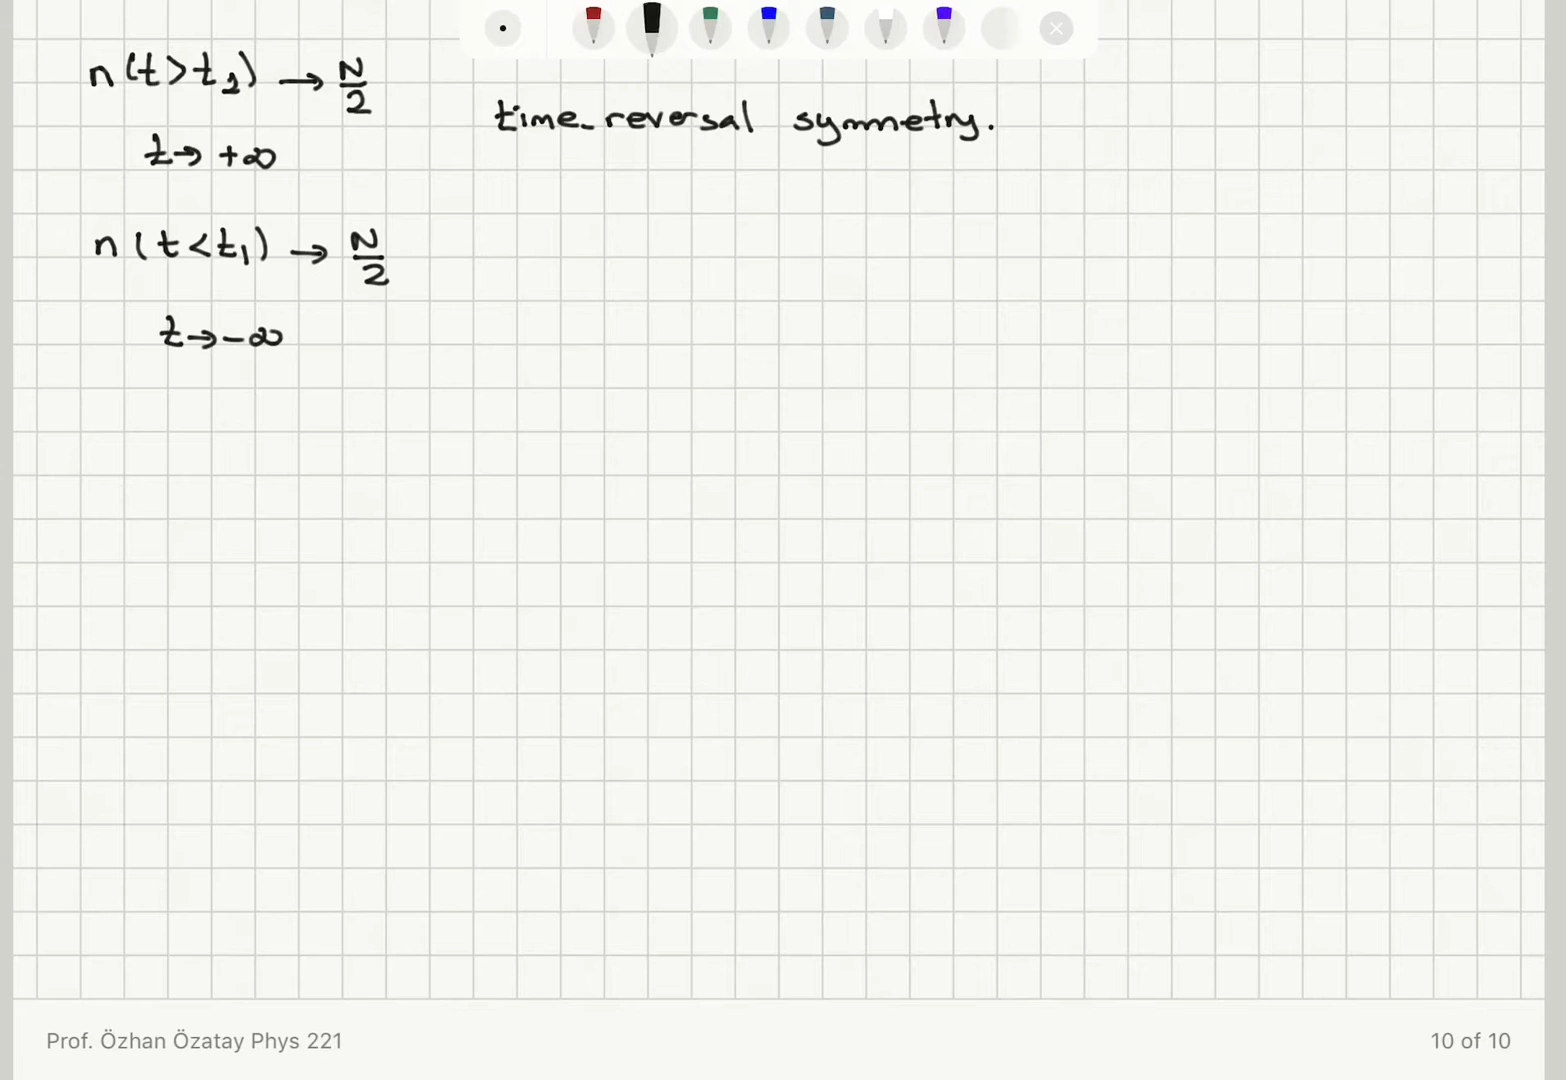 n(t>t₂) → N/2
t → +∞
time-reversal symmetry.
n(t<t₁) → N/2
t → -∞
Prof. Özhan Özatay Phys 221
10 of 10